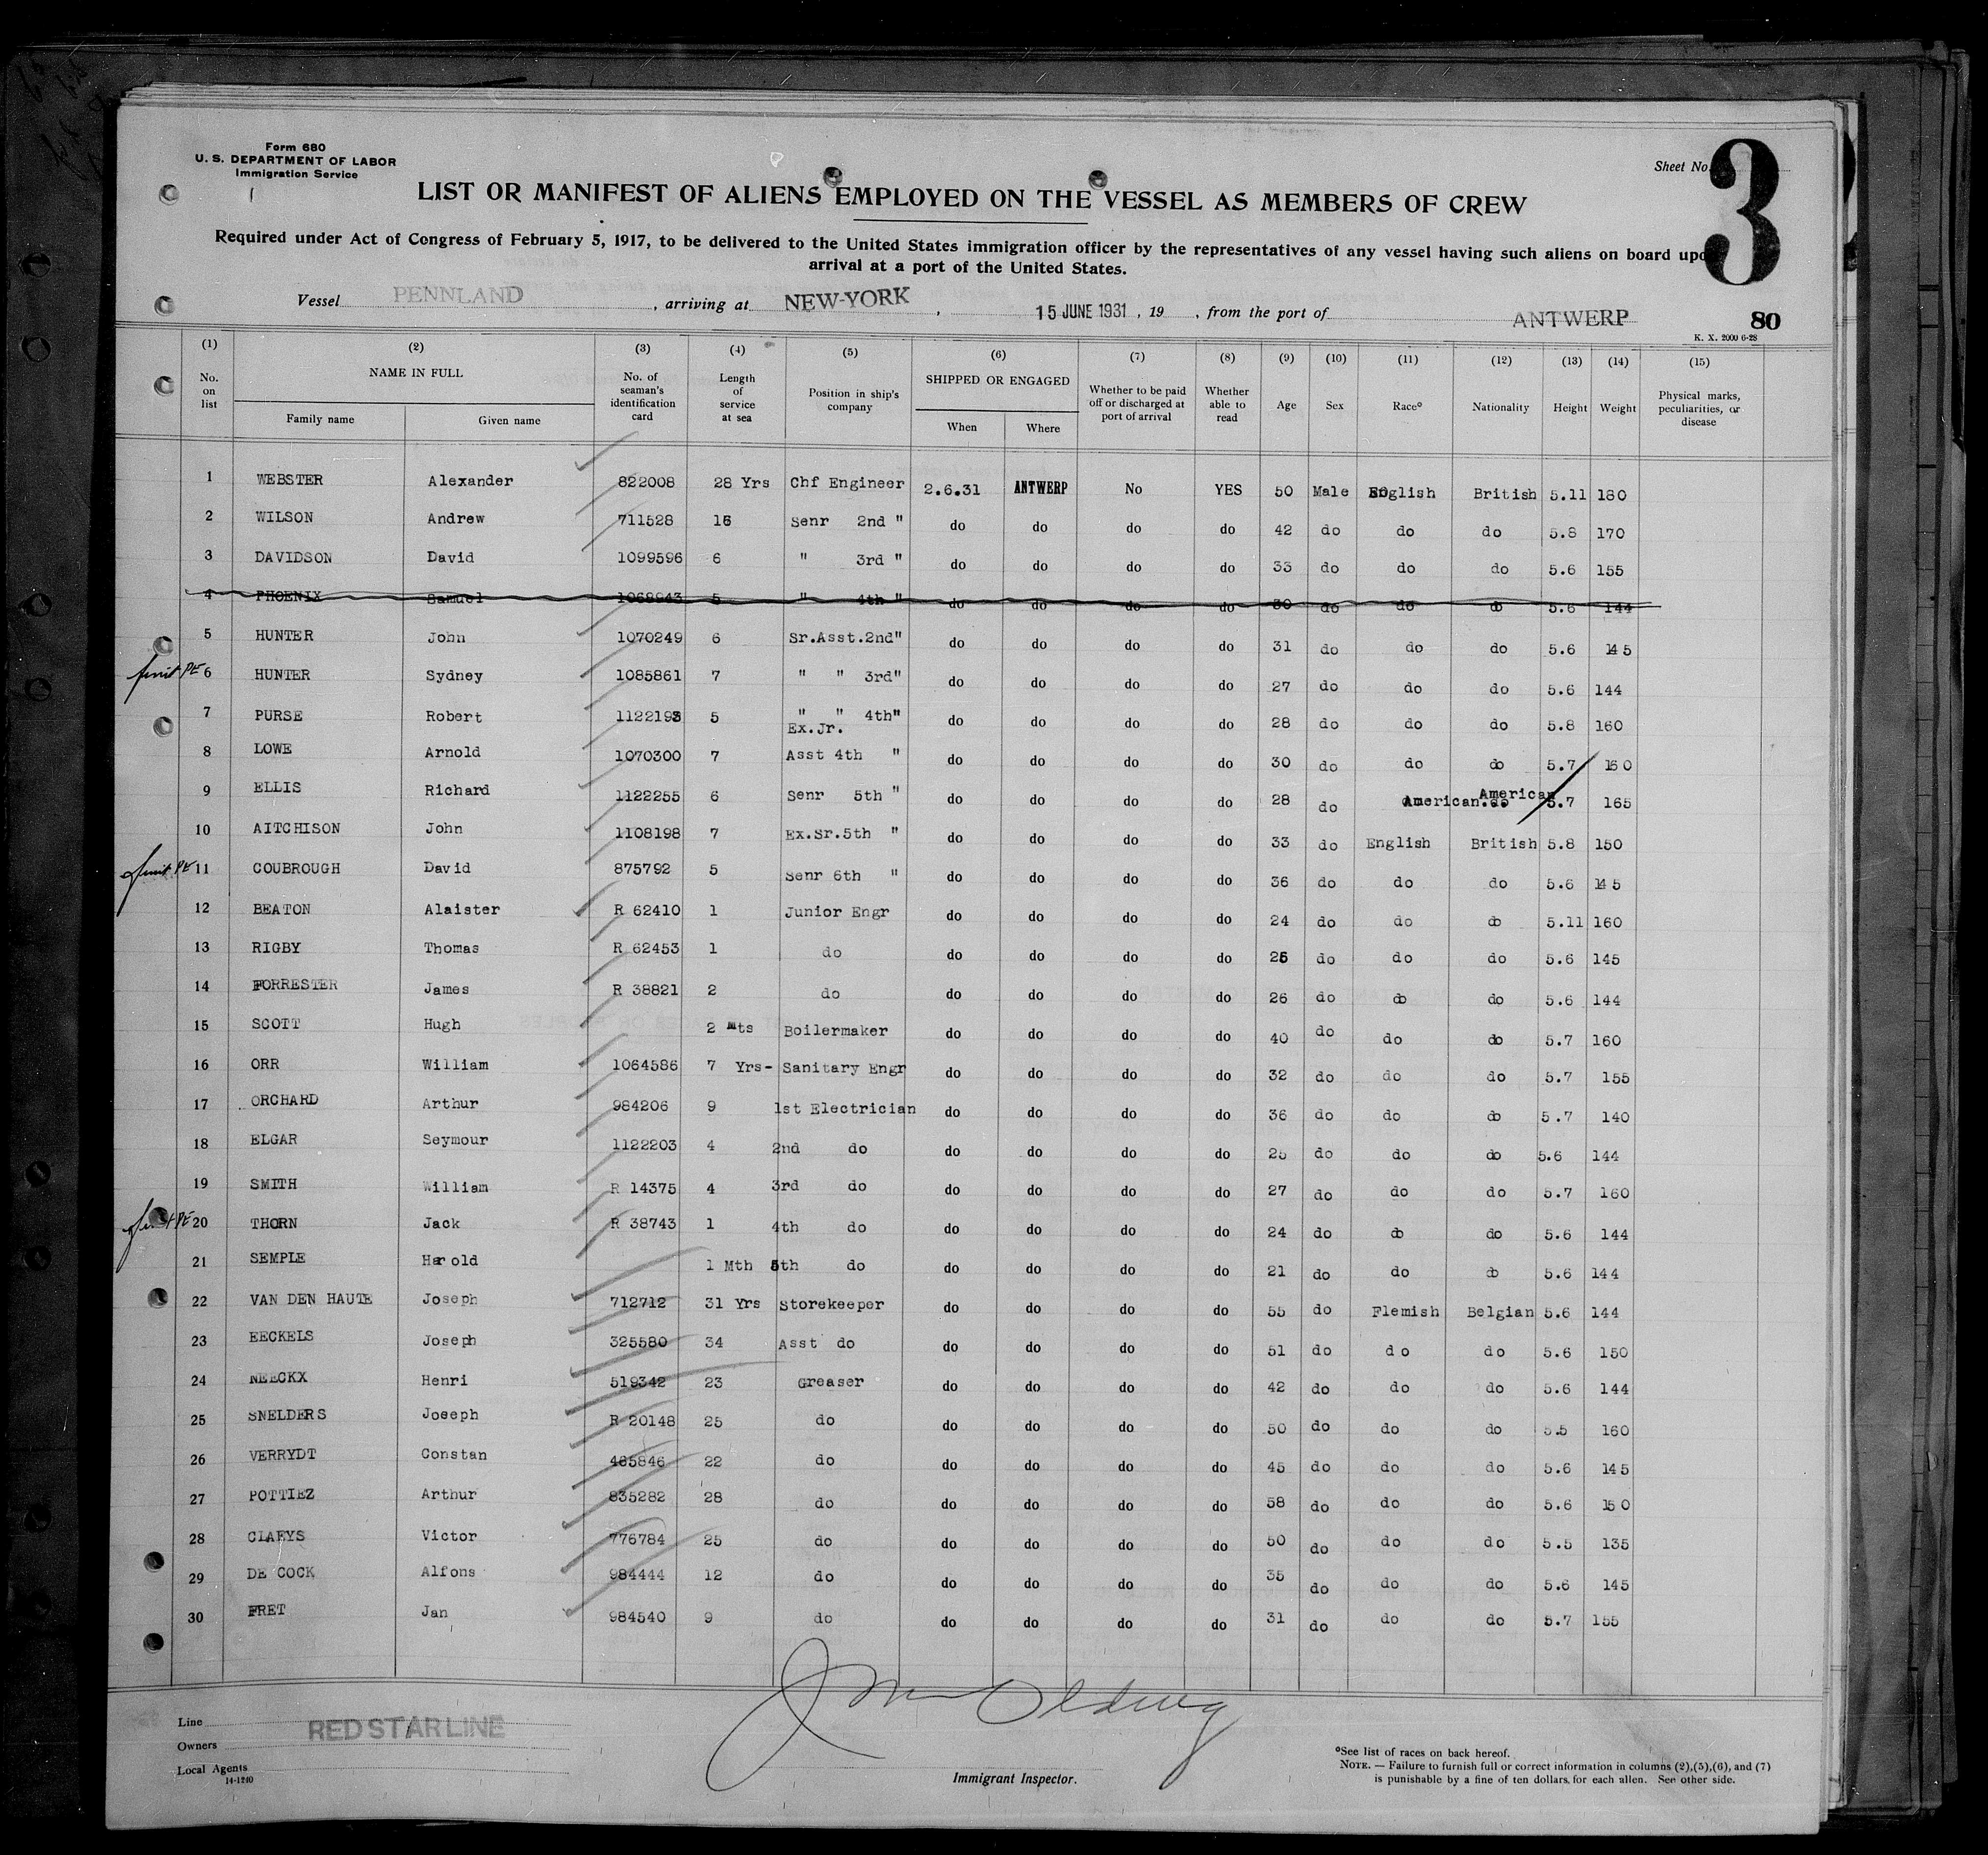 Form 680
U. S. DEPARTMENT OF LABOR
Immigration Service
Sheet No. 3
LIST OR MANIFEST OF ALIENS EMPLOYED ON THE VESSEL AS MEMBERS OF CREW
Required under Act of Congress of February 5, 1917, to be delivered to the United States immigration officer by the representatives of any vessel having such aliens on board upo
arrival at a port of the United States.
Vessel PENNLAND , arriving at NEW-YORK , 15 JUNE 1931 , 19 , from the port of ANTWERP 80
K. X. 2000 6-28
(1) (2) (3) (4) (5) (6) (7) (8) (9) (10) (11) (12) (13) (14) (15)
No. on list NAME IN FULL Family name Given name No. of seaman's identification card Length of service at sea Position in ship's company SHIPPED OR ENGAGED When Where Whether to be paid off or discharged at port of arrival Whether able to read Age Sex Race° Nationality Height Weight Physical marks, peculiarities, or disease
1 WEBSTER Alexander 822008 28 Yrs Chf Engineer 2.6.31 ANTWERP No YES 50 Male English British 5.11 180
2 WILSON Andrew 711528 16 Senr 2nd " do do do do 42 do do do 5.8 170
3 DAVIDSON David 1099596 6 " 3rd " do do do do 33 do do do 5.6 155
4 PHOENIX Samuel 1068943 5 " 4th " do do do do 30 do do do 5.6 144
5 HUNTER John 1070249 6 Sr.Asst.2nd" do do do do 31 do do do 5.6 145
6 HUNTER Sydney 1085861 7 " " 3rd" do do do do 27 do do do 5.6 144
7 PURSE Robert 1122193 5 " " 4th" do do do do 28 do do do 5.8 160
8 LOWE Arnold 1070300 7 Ex.Jr. Asst 4th " do do do do 30 do do do 5.7 160
9 ELLIS Richard 1122255 6 Senr 5th " do do do do 28 do American.do American 5.7 165
10 AITCHISON John 1108198 7 Ex.Sr.5th " do do do do 33 do English British 5.8 150
11 COUBROUGH David 875792 5 Senr 6th " do do do do 36 do do do 5.6 145
12 BEATON Alaister R 62410 1 Junior Engr do do do do 24 do do do 5.11 160
13 RIGBY Thomas R 62453 1 do do do do do 25 do do do 5.6 145
14 FORRESTER James R 38821 2 do do do do do 26 do do do 5.6 144
15 SCOTT Hugh 2 mts Boilermaker do do do do 40 do do do 5.7 160
16 ORR William 1064586 7 Yrs- Sanitary Engr do do do do 32 do do do 5.7 155
17 ORCHARD Arthur 984206 9 1st Electrician do do do do 36 do do do 5.7 140
18 ELGAR Seymour 1122203 4 2nd do do do do do 25 do do do 5.6 144
19 SMITH William R 14375 4 3rd do do do do do 27 do do do 5.7 160
20 THORN Jack R 38743 1 4th do do do do do 24 do do do 5.6 144
21 SEMPLE Harold 1 Mth 5th do do do do do 21 do do do 5.6 144
22 VAN DEN HAUTE Joseph 712712 31 Yrs Storekeeper do do do do 55 do Flemish Belgian 5.6 144
23 EECKELS Joseph 325580 34 Asst do do do do do 51 do do do 5.6 150
24 NEECKX Henri 519342 23 Greaser do do do do 42 do do do 5.6 144
25 SNELDERS Joseph R 20148 25 do do do do do 50 do do do 5.5 160
26 VERRYDT Constan 485846 22 do do do do do 45 do do do 5.6 145
27 POTTIEZ Arthur 835282 28 do do do do do 58 do do do 5.6 150
28 CLAEYS Victor 776784 25 do do do do do 50 do do do 5.5 135
29 DE COCK Alfons 984444 12 do do do do do 35 do do do 5.6 145
30 FRET Jan 984540 9 do do do do do 31 do do do 5.7 155
Line RED STAR LINE
Owners
Local Agents
14-1240
Immigrant Inspector.
°See list of races on back hereof.
NOTE. — Failure to furnish full or correct information in columns (2),(5),(6), and (7)
is punishable by a fine of ten dollars, for each alien. See other side.